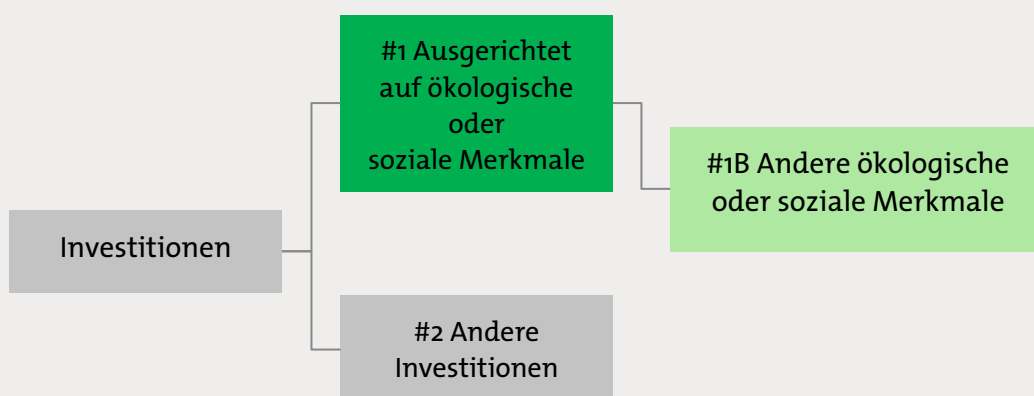 #1 Ausgerichtet
auf ökologische
oder
soziale Merkmale
#1B Andere ökologische
oder soziale Merkmale
Investitionen
#2 Andere
Investitionen